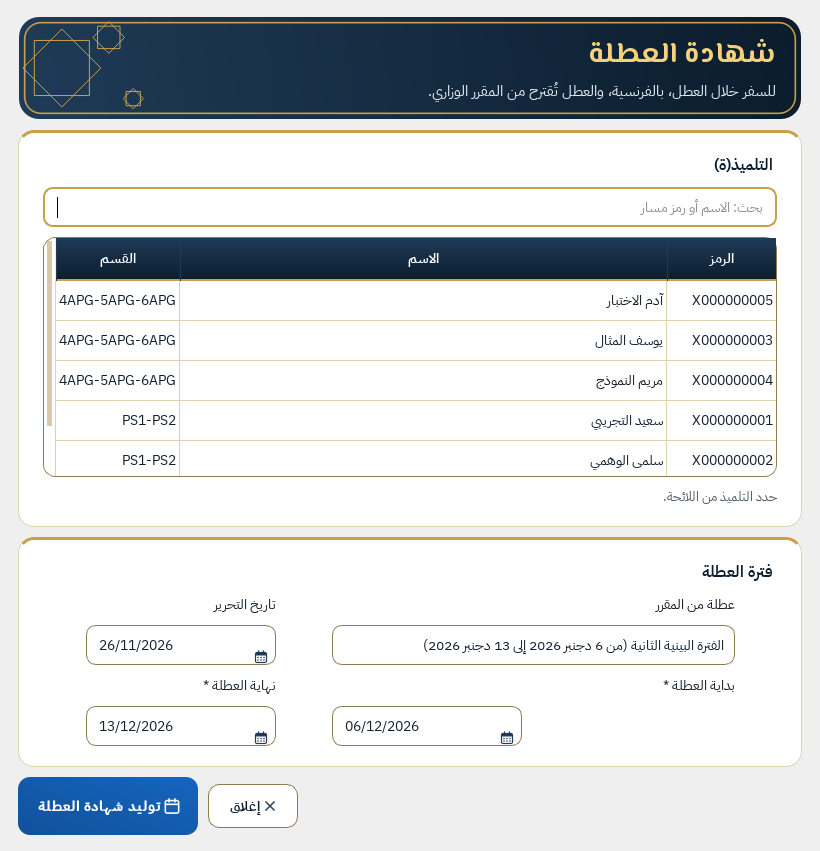 شهادة العطلة
للسفر خلال العطل، بالفرنسية، والعطل تُقترح من المقرر الوزاري.
التلميذ(ة)
بحث: الاسم أو رمز مسار
الرمز الاسم القسم
X000000005 آدم الاختبار 4APG-5APG-6APG
X000000003 يوسف المثال 4APG-5APG-6APG
X000000004 مريم النموذج 4APG-5APG-6APG
X000000001 سعيد التجريبي PS1-PS2
X000000002 سلمى الوهمي PS1-PS2
حدد التلميذ من اللائحة.
فترة العطلة
عطلة من المقرر تاريخ التحرير
الفترة البينية الثانية (من 6 دجنبر 2026 إلى 13 دجنبر 2026) 26/11/2026
بداية العطلة * نهاية العطلة *
06/12/2026 13/12/2026
إغلاق توليد شهادة العطلة